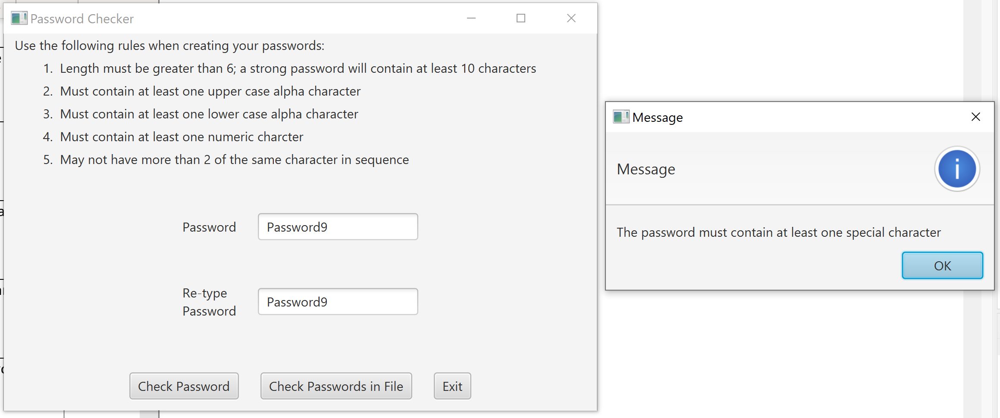 Password Checker
Use the following rules when creating your passwords:
1. Length must be greater than 6; a strong password will contain at least 10 characters
2. Must contain at least one upper case alpha character
3. Must contain at least one lower case alpha character
4. Must contain at least one numeric charcter
5. May not have more than 2 of the same character in sequence
Password
Password9
Re-type
Password
Password9
Check Password
Check Passwords in File
Exit
Message
Message
The password must contain at least one special character
OK